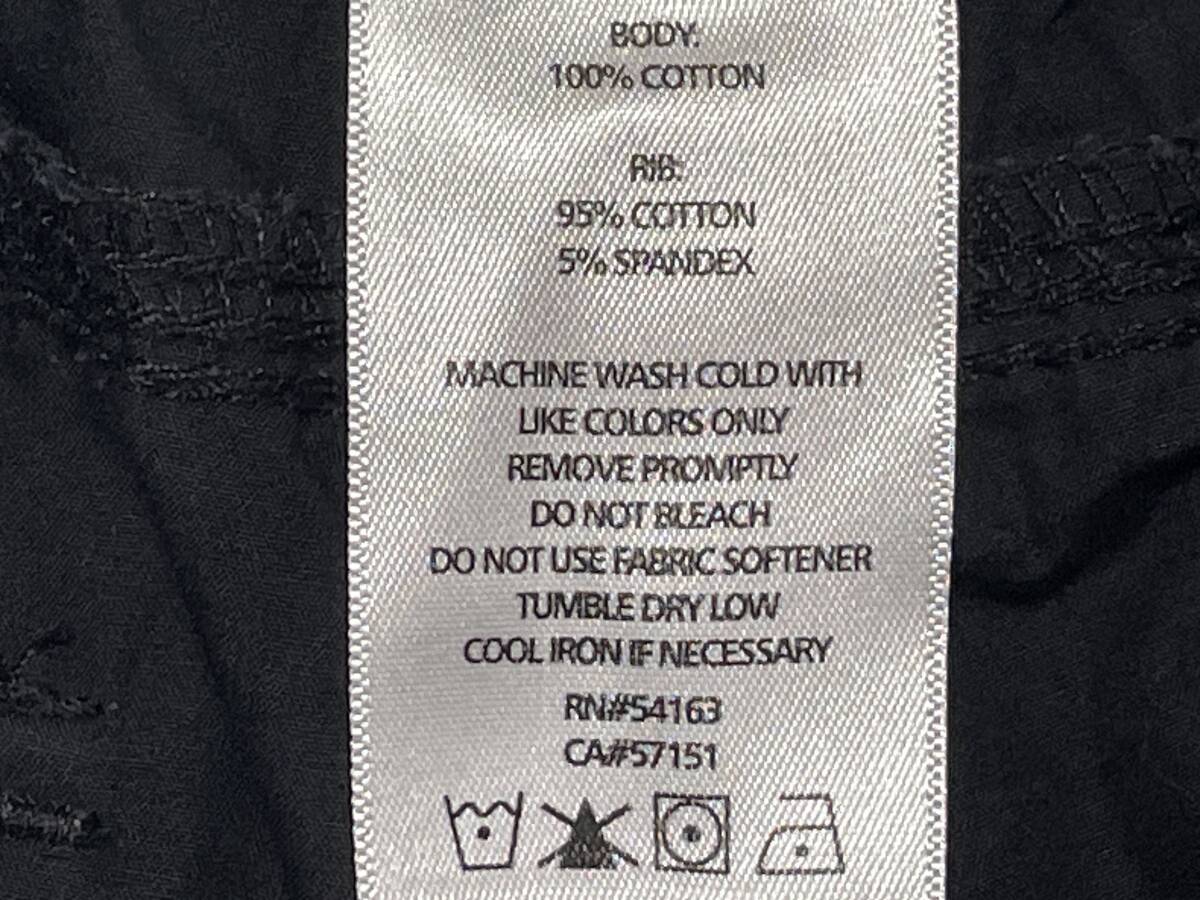 BODY:
100% COTTON
RIB:
95% COTTON
5% SPANDEX
MACHINE WASH COLD WITH
LIKE COLORS ONLY
REMOVE PROMPTLY
DO NOT BLEACH
DO NOT USE FABRIC SOFTENER
TUMBLE DRY LOW
COOL IRON IF NECESSARY
RN#54163
CA#57151